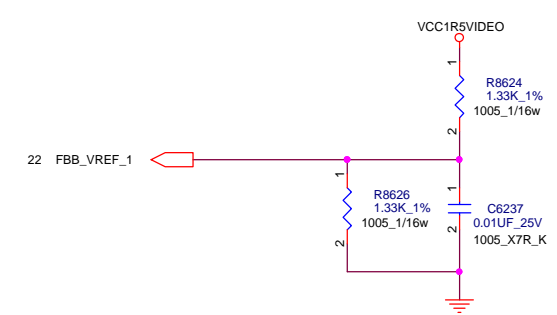 VCC1R5VIDEO
1
R8624
1.33K_1%
1005_1/16w
2
22 FBB_VREF_1
1
R8626
1.33K_1%
1005_1/16w
2
1
C6237
0.01UF_25V
1005_X7R_K
2